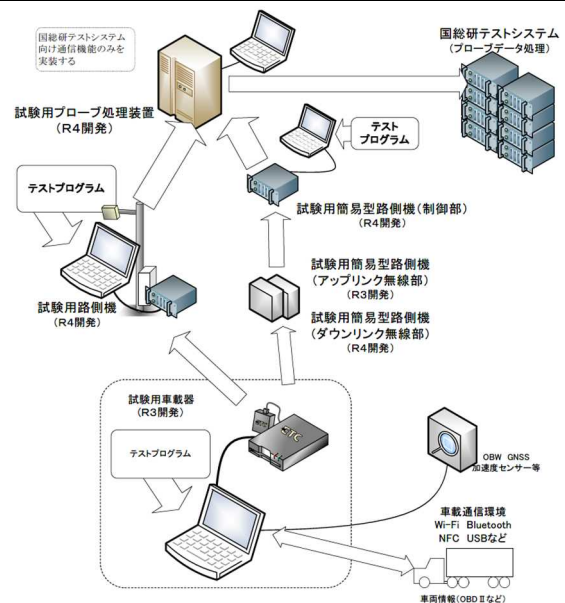 国総研テストシステム
向け通信機能のみを
実装する
国総研テストシステム
(プローブデータ処理)
試験用プローブ処理装置
(R4開発)
テスト
プログラム
テストプログラム
試験用簡易型路側機(制御部)
(R4開発)
試験用簡易型路側機
(アップリンク無線部)
(R3開発)
試験用路側機
(R4開発)
試験用簡易型路側機
(ダウンリンク無線部)
(R4開発)
試験用車載器
(R3開発)
ETC
テストプログラム
OBW GNSS
加速度センサー等
車載通信環境
Wi-Fi Bluetooth
NFC USBなど
車両情報(OBDⅡなど)